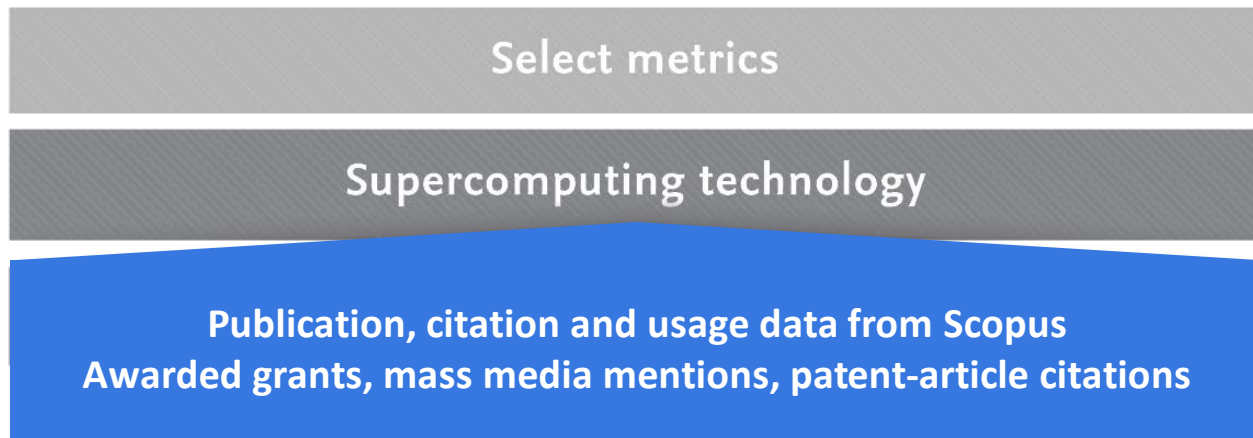 Select metrics
Supercomputing technology
Publication, citation and usage data from Scopus
Awarded grants, mass media mentions, patent-article citations